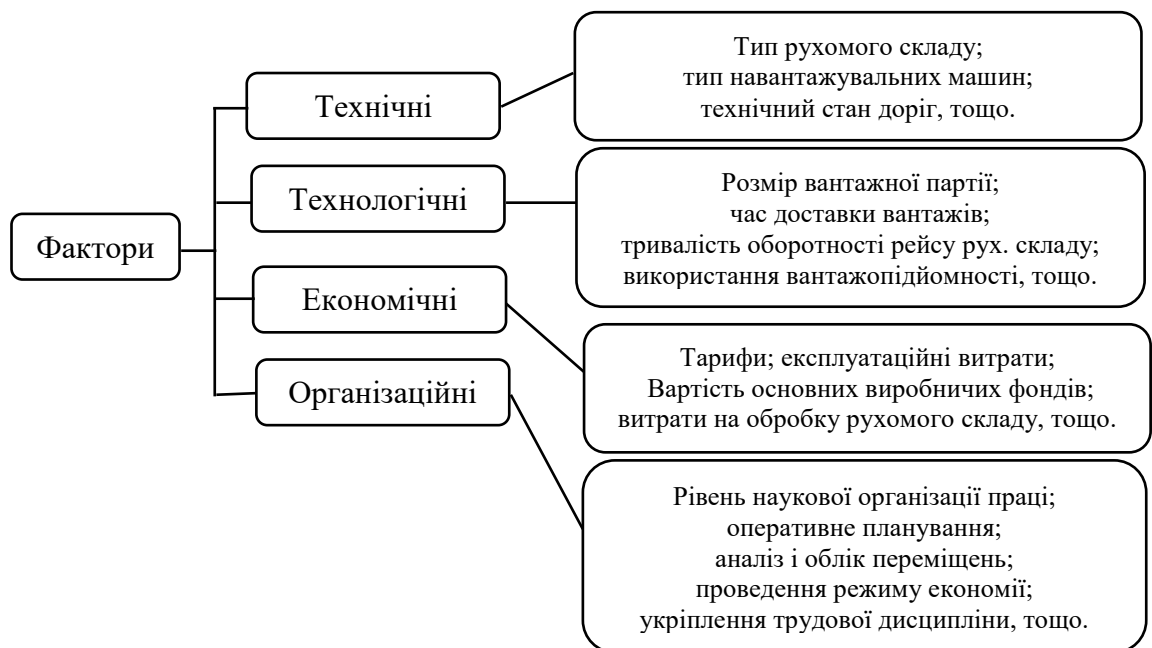 Фактори
Технічні
Тип рухомого складу;
тип навантажувальних машин;
технічний стан доріг, тощо.
Технологічні
Розмір вантажної партії;
час доставки вантажів;
тривалість оборотності рейсу рух. складу;
використання вантажопідйомності, тощо.
Економічні
Тарифи; експлуатаційні витрати;
Вартість основних виробничих фондів;
витрати на обробку рухомого складу, тощо.
Організаційні
Рівень наукової організації праці;
оперативне планування;
аналіз і облік переміщень;
проведення режиму економії;
укріплення трудової дисципліни, тощо.